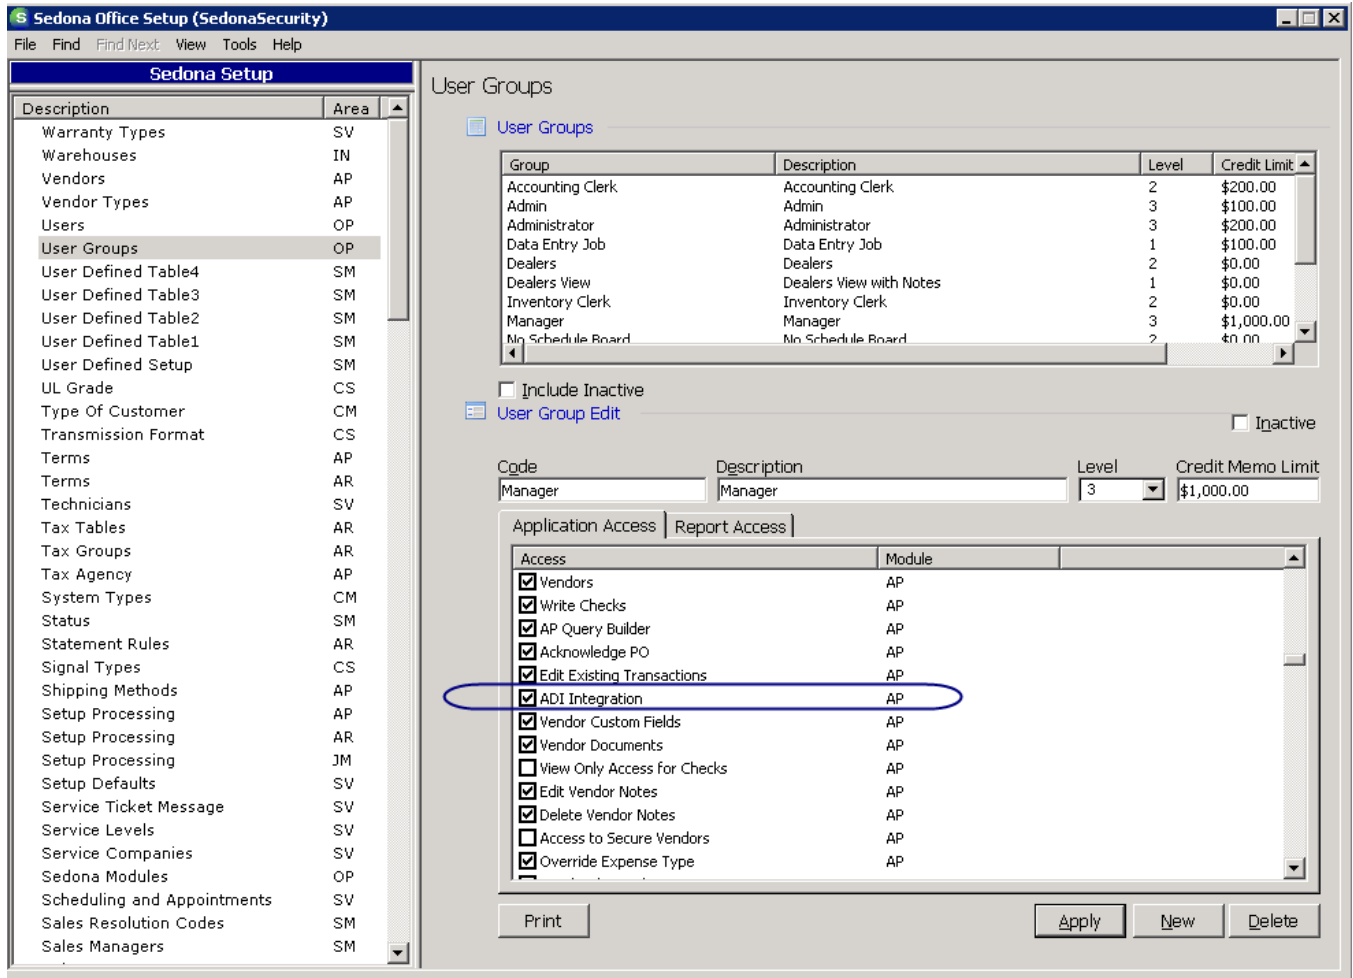 Sedona Office Setup (SedonaSecurity)
File Find Find Next View Tools Help
Sedona Setup
Description Area
Warranty Types SV
Warehouses IN
Vendors AP
Vendor Types AP
Users OP
User Groups OP
User Defined Table4 SM
User Defined Table3 SM
User Defined Table2 SM
User Defined Table1 SM
User Defined Setup SM
UL Grade CS
Type Of Customer CM
Transmission Format CS
Terms AP
Terms AR
Technicians SV
Tax Tables AR
Tax Groups AR
Tax Agency AP
System Types CM
Status SM
Statement Rules AR
Signal Types CS
Shipping Methods AP
Setup Processing AP
Setup Processing AR
Setup Processing JM
Setup Defaults SV
Service Ticket Message SV
Service Levels SV
Service Companies SV
Sedona Modules OP
Scheduling and Appointments SV
Sales Resolution Codes SM
Sales Managers SM
User Groups
User Groups
Group Description Level Credit Limit
Accounting Clerk Accounting Clerk 2 $200.00
Admin Admin 3 $100.00
Administrator Administrator 3 $200.00
Data Entry Job Data Entry Job 1 $100.00
Dealers Dealers 2 $0.00
Dealers View Dealers View with Notes 1 $0.00
Inventory Clerk Inventory Clerk 2 $0.00
Manager Manager 3 $1,000.00
No Schedule Board No Schedule Board 2 $0.00
Include Inactive
User Group Edit
Inactive
Code Description Level Credit Memo Limit
Manager Manager 3 $1,000.00
Application Access Report Access
Access Module
Vendors AP
Write Checks AP
AP Query Builder AP
Acknowledge PO AP
Edit Existing Transactions AP
ADI Integration AP
Vendor Custom Fields AP
Vendor Documents AP
View Only Access for Checks AP
Edit Vendor Notes AP
Delete Vendor Notes AP
Access to Secure Vendors AP
Override Expense Type AP
Print Apply New Delete